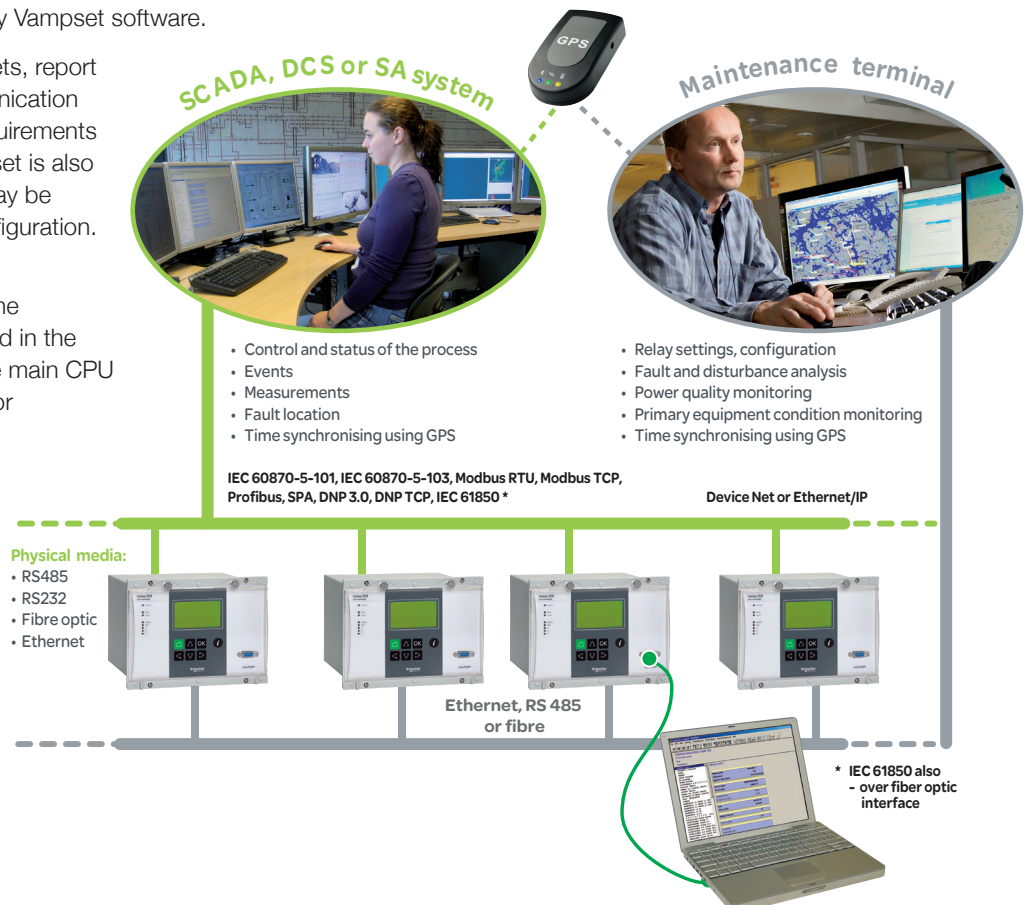 y Vampset software.
ets, report
nication
uirements
set is also
ay be
figuration.
he
d in the
e main CPU
or
GPS
SCADA, DCS or SA system
Maintenance terminal
• Control and status of the process
• Events
• Measurements
• Fault location
• Time synchronising using GPS
• Relay settings, configuration
• Fault and disturbance analysis
• Power quality monitoring
• Primary equipment condition monitoring
• Time synchronising using GPS
IEC 60870-5-101, IEC 60870-5-103, Modbus RTU, Modbus TCP,
Profibus, SPA, DNP 3.0, DNP TCP, IEC 61850 *
Device Net or Ethernet/IP
Physical media:
• RS485
• RS232
• Fibre optic
• Ethernet
OK
OK
OK
OK
Ethernet, RS 485
or fibre
* IEC 61850 also
- over fiber optic
interface